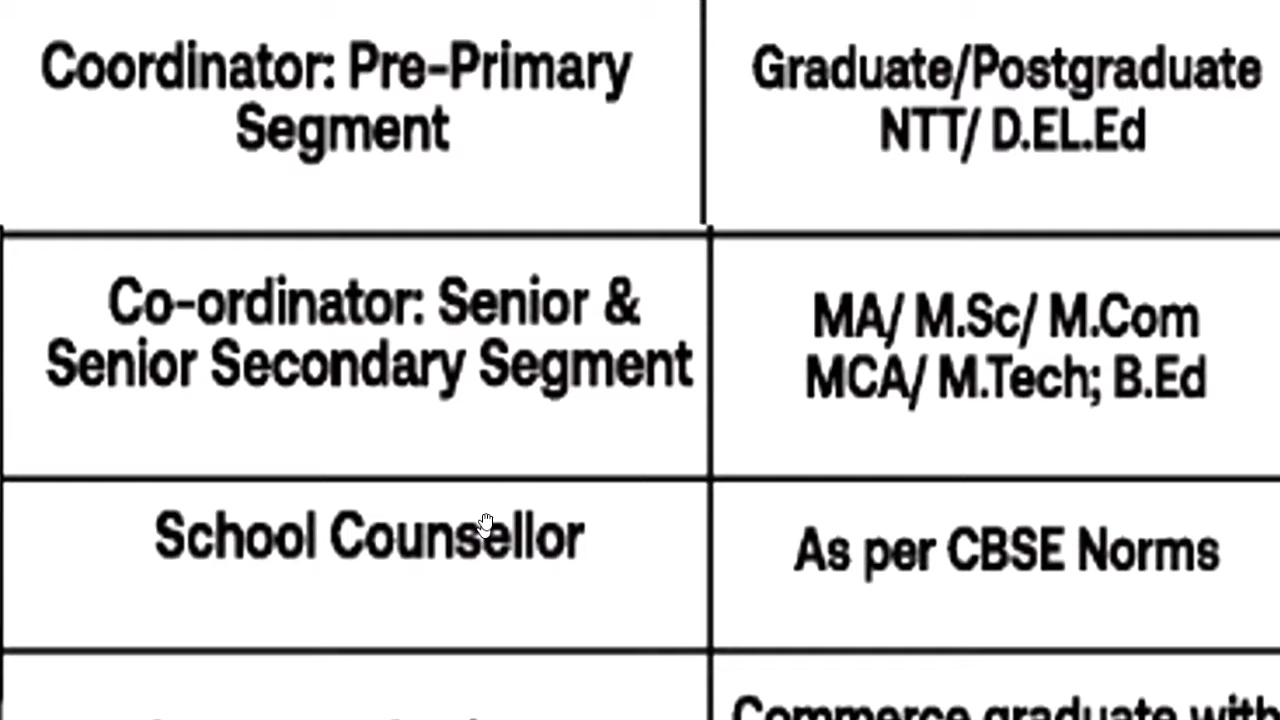 Coordinator: Pre-Primary
Segment
Graduate/Postgraduate
NTT/ D.EL.Ed
Co-ordinator: Senior &
Senior Secondary Segment
MA/ M.Sc/ M.Com
MCA/ M.Tech; B.Ed
School Counsellor
As per CBSE Norms
Commerce graduate with